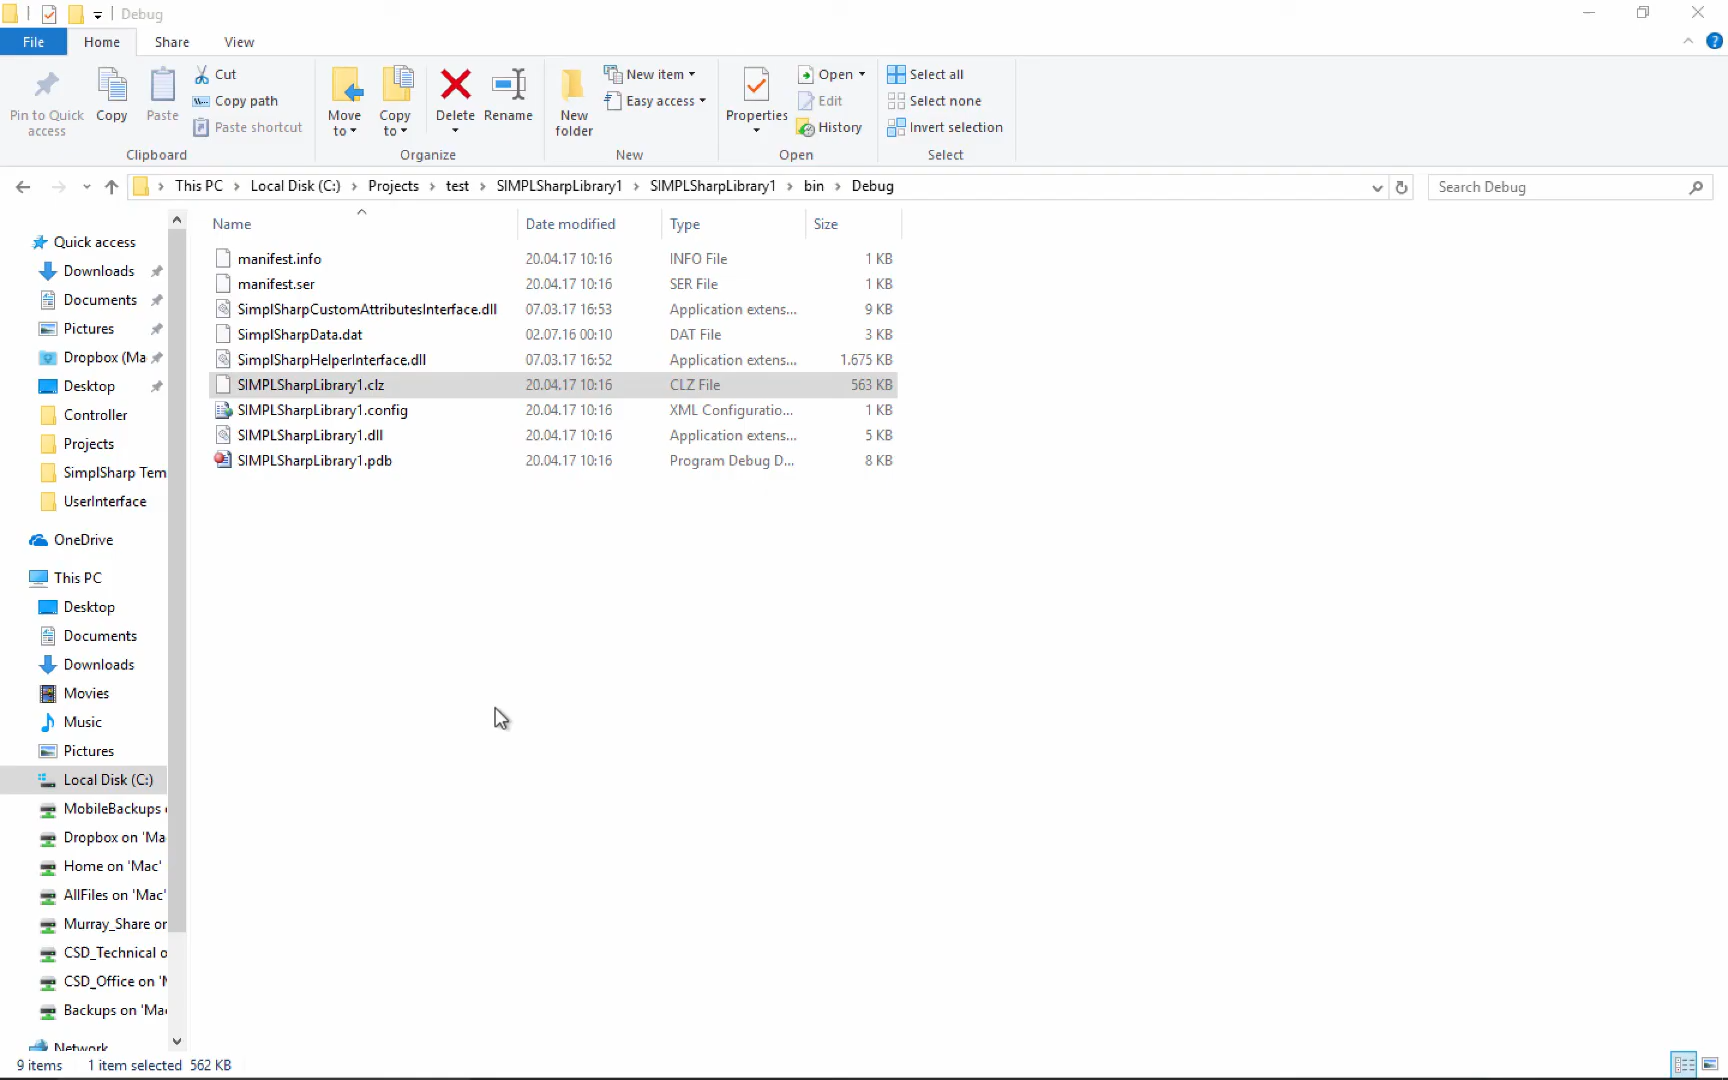 Debug
File Home Share View
Pin to Quick access
Copy
Paste
Cut
Copy path
Paste shortcut
Clipboard
Move to
Copy to
Delete
Rename
Organize
New folder
New item
Easy access
New
Properties
Open
Edit
History
Open
Select all
Select none
Invert selection
Select
This PC Local Disk (C:) Projects test SIMPLSharpLibrary1 SIMPLSharpLibrary1 bin Debug
Search Debug
Quick access
Downloads
Documents
Pictures
Dropbox (Ma
Desktop
Controller
Projects
SimplSharp Tem
UserInterface
OneDrive
This PC
Desktop
Documents
Downloads
Movies
Music
Pictures
Local Disk (C:)
MobileBackups
Dropbox on 'Ma
Home on 'Mac'
AllFiles on 'Mac'
Murray_Share or
CSD_Technical o
CSD_Office on '
Backups on 'Ma
Network
Name Date modified Type Size
manifest.info 20.04.17 10:16 INFO File 1 KB
manifest.ser 20.04.17 10:16 SER File 1 KB
SimplSharpCustomAttributesInterface.dll 07.03.17 16:53 Application extens... 9 KB
SimplSharpData.dat 02.07.16 00:10 DAT File 3 KB
SimplSharpHelperInterface.dll 07.03.17 16:52 Application extens... 1.675 KB
SIMPLSharpLibrary1.clz 20.04.17 10:16 CLZ File 563 KB
SIMPLSharpLibrary1.config 20.04.17 10:16 XML Configuratio... 1 KB
SIMPLSharpLibrary1.dll 20.04.17 10:16 Application extens... 5 KB
SIMPLSharpLibrary1.pdb 20.04.17 10:16 Program Debug D... 8 KB
9 items 1 item selected 562 KB